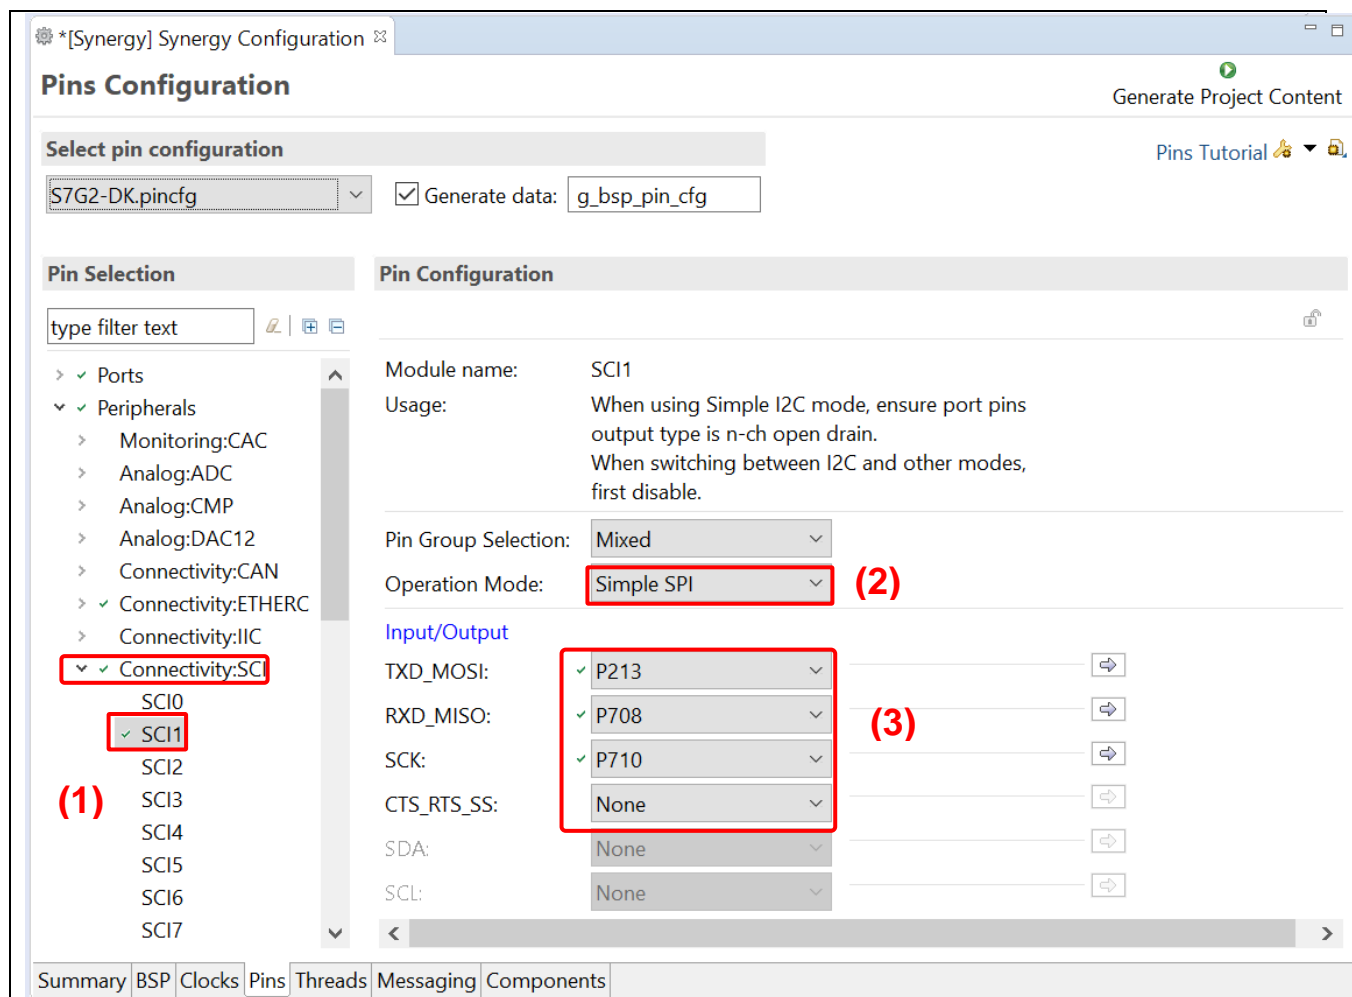 *[Synergy] Synergy Configuration
Pins Configuration
Generate Project Content
Select pin configuration
Pins Tutorial
S7G2-DK.pincfg
Generate data:
g_bsp_pin_cfg
Pin Selection
Pin Configuration
type filter text
Ports
Peripherals
Monitoring:CAC
Analog:ADC
Analog:CMP
Analog:DAC12
Connectivity:CAN
Connectivity:ETHERC
Connectivity:IIC
Connectivity:SCI
SCI0
SCI1
SCI2
SCI3
SCI4
SCI5
SCI6
SCI7
(1)
Module name: SCI1
Usage: When using Simple I2C mode, ensure port pins
output type is n-ch open drain.
When switching between I2C and other modes,
first disable.
Pin Group Selection: Mixed
Operation Mode: Simple SPI
(2)
Input/Output
TXD_MOSI: P213
RXD_MISO: P708
(3)
SCK: P710
CTS_RTS_SS: None
SDA: None
SCL: None
Summary BSP Clocks Pins Threads Messaging Components